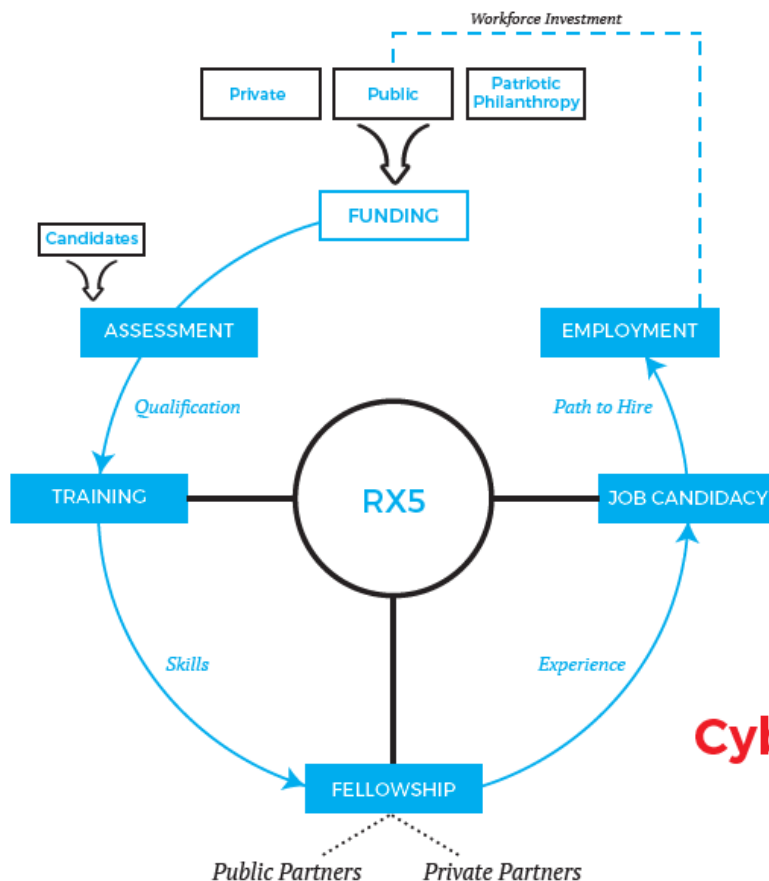 Workforce Investment
Private
Public
Patriotic
Philanthropy
FUNDING
Candidates
ASSESSMENT
EMPLOYMENT
Qualification
Path to Hire
TRAINING
RX5
JOB CANDIDACY
Skills
Experience
Cyb
FELLOWSHIP
Public Partners
Private Partners